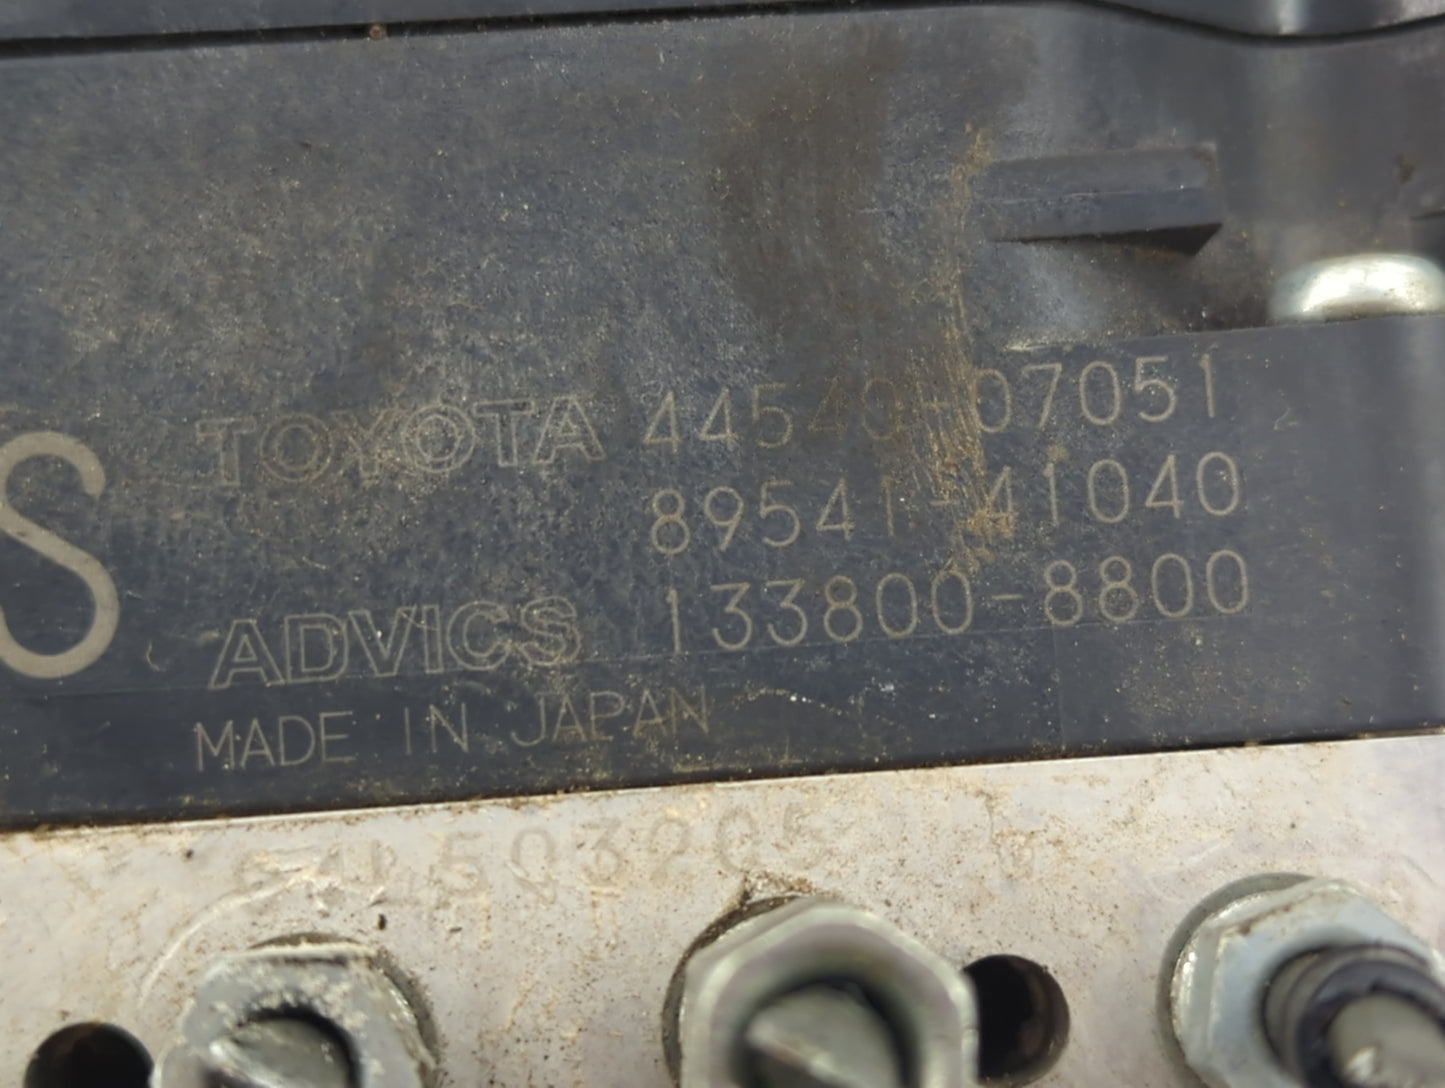 S
TOYOTA 44540-07051
89541-41040
ADVICS 133800-8800
MADE IN JAPAN